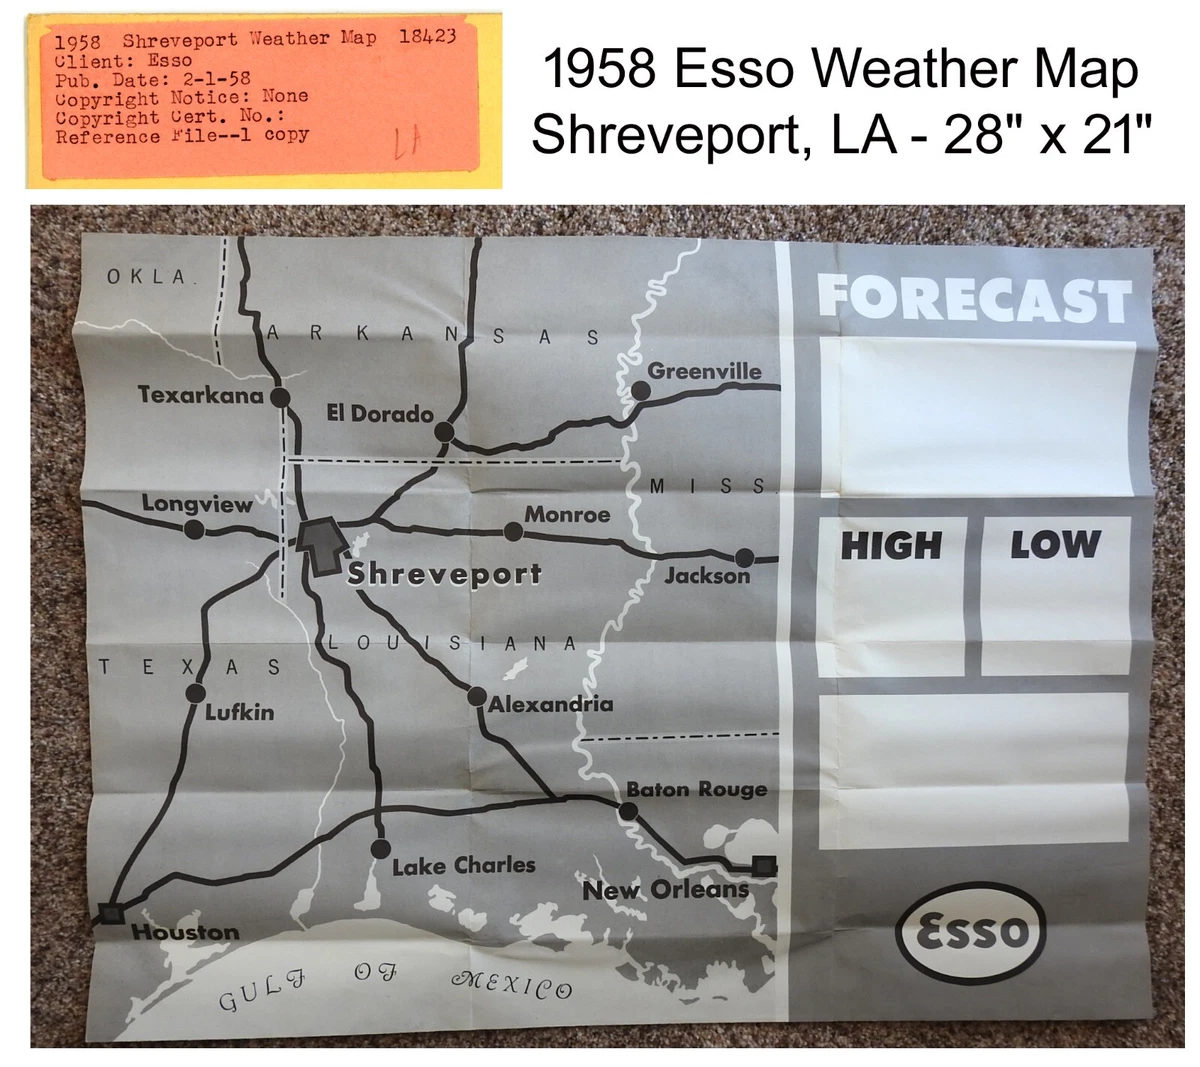 1958 Shreveport Weather Map 18423
Client: Esso
Pub. Date: 2-1-58
Copyright Notice: None
Copyright Cert. No.:
Reference File--1 copy
LA
1958 Esso Weather Map
Shreveport, LA - 28" x 21"
OKLA.
ARKANSAS
Texarkana
El Dorado
Greenville
MISS.
Longview
Monroe
Shreveport
Jackson
LOUISIANA
TEXAS
Lufkin
Alexandria
Baton Rouge
Lake Charles
New Orleans
Houston
GULF OF MEXICO
FORECAST
HIGH LOW
Esso